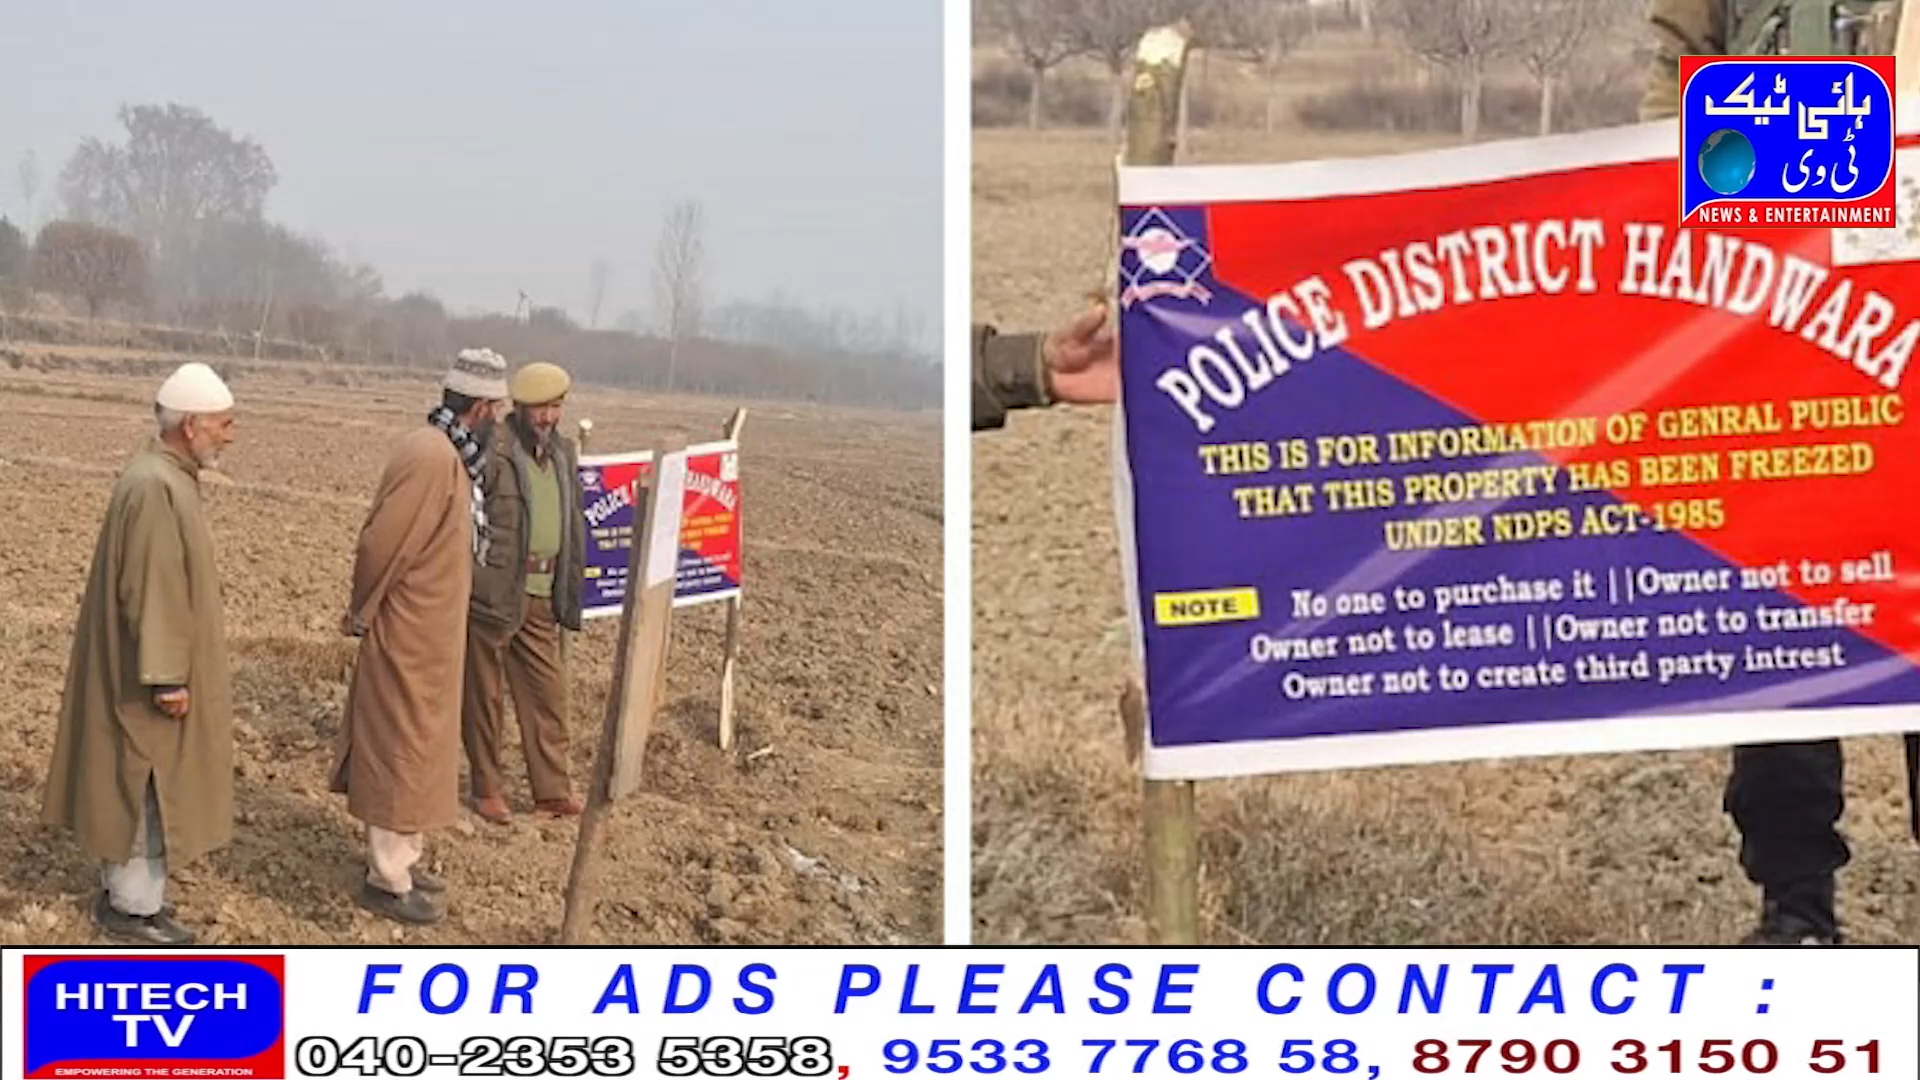 ہائی ٹیک
ٹی وی
NEWS & ENTERTAINMENT
POLICE DISTRICT HANDWARA
THIS IS FOR INFORMATION OF GENRAL PUBLIC
THAT THIS PROPERTY HAS BEEN FREEZED
UNDER NDPS ACT-1985
NOTE No one to purchase it ||Owner not to sell
Owner not to lease ||Owner not to transfer
Owner not to create third party intrest
POLICE HANDWARA
HITECH
TV
EMPOWERING THE GENERATION
FOR ADS PLEASE CONTACT :
040-2353 5358, 9533 7768 58, 8790 3150 51